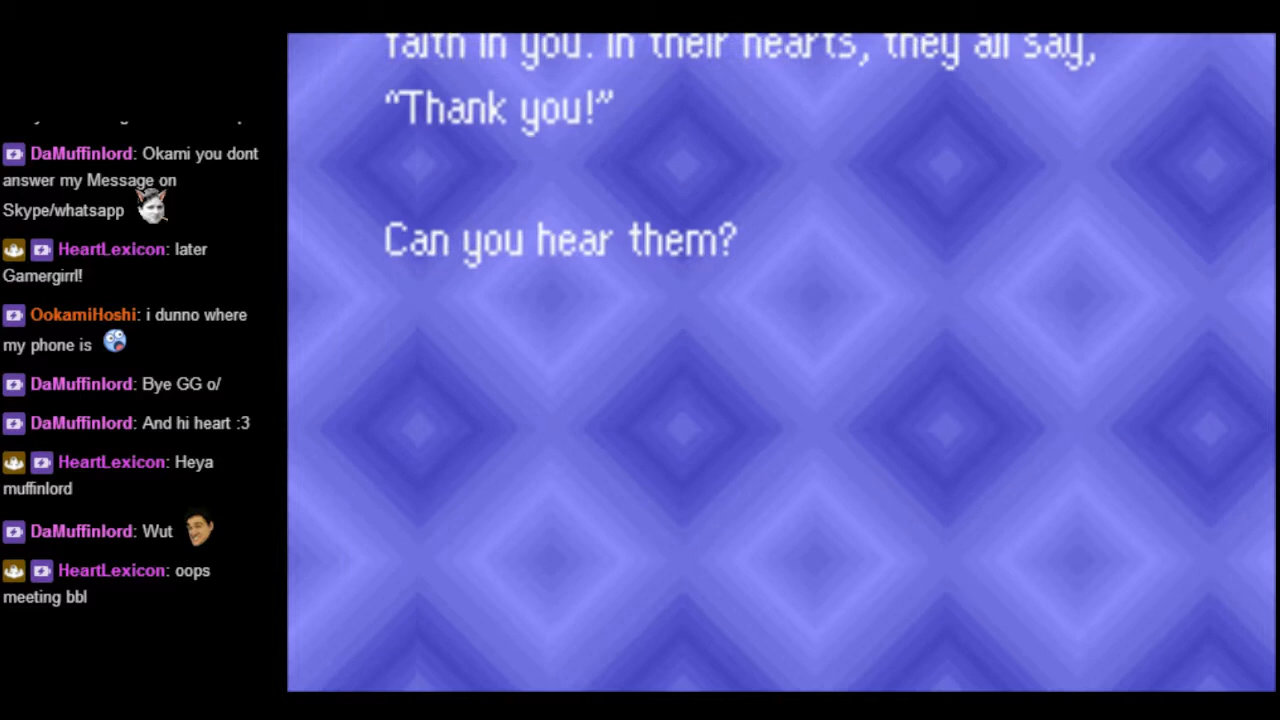 DaMuffinlord: Okami you dont
answer my Message on
Skype/whatsapp
HeartLexicon: later
Gamergirrl!
OokamiHoshi: i dunno where
my phone is
DaMuffinlord: Bye GG o/
DaMuffinlord: And hi heart :3
HeartLexicon: Heya
muffinlord
DaMuffinlord: Wut
HeartLexicon: oops
meeting bbl
faith in you. In their hearts, they all say,
“Thank you!”
Can you hear them?